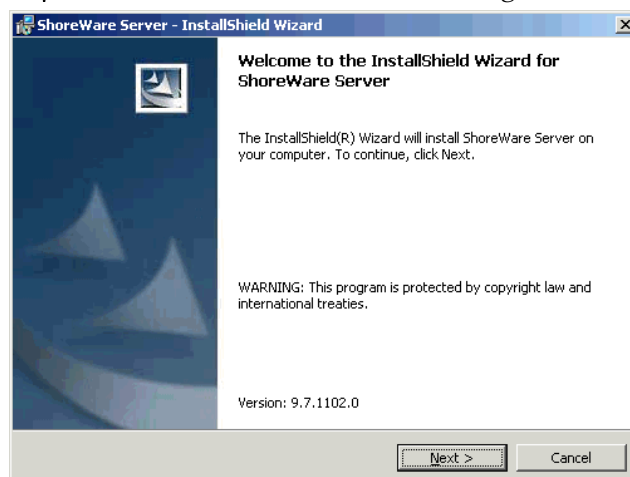 ShoreWare Server - InstallShield Wizard
Welcome to the InstallShield Wizard for
ShoreWare Server
The InstallShield(R) Wizard will install ShoreWare Server on
your computer. To continue, click Next.
WARNING: This program is protected by copyright law and
international treaties.
Version: 9.7.1102.0
Next >
Cancel